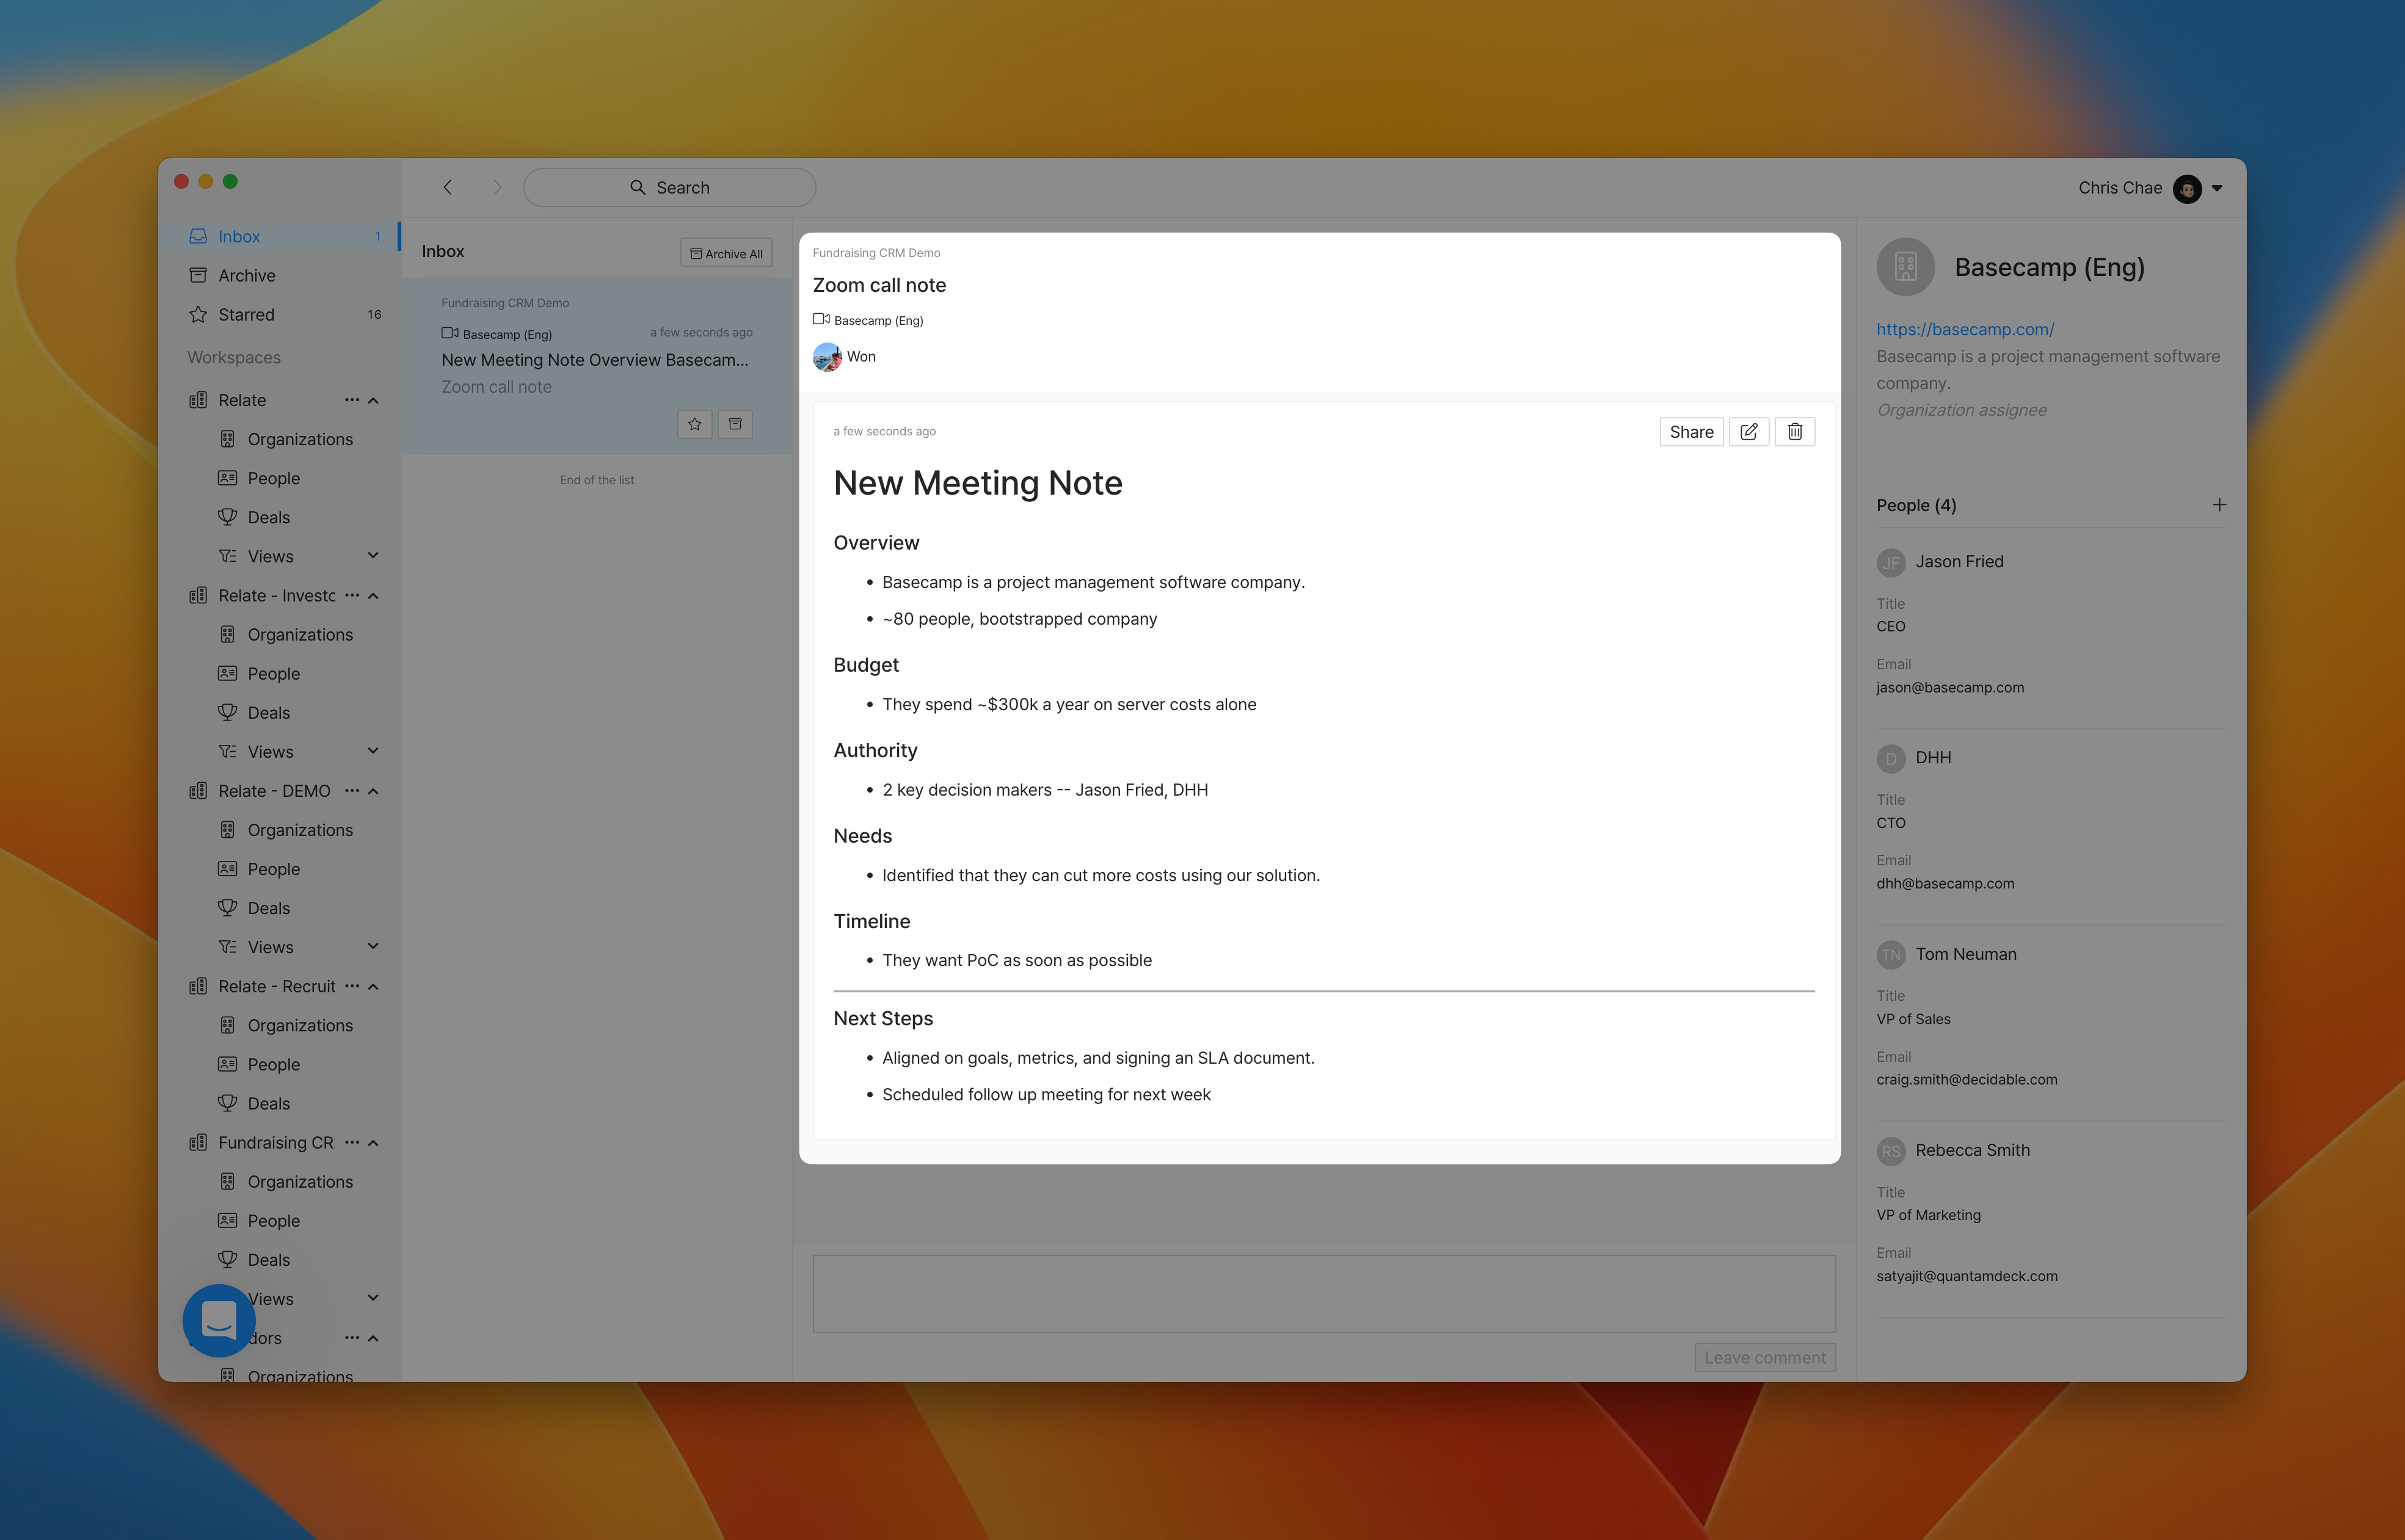 Search
Chris Chae
Inbox 1
Archive
Starred 16
Workspaces
Relate
Organizations
People
Deals
Views
Relate - Investo
Organizations
People
Deals
Views
Relate - DEMO
Organizations
People
Deals
Views
Relate - Recruit
Organizations
People
Deals
Fundraising CR
Organizations
People
Deals
Views
dors
Organizations
Inbox
Archive All
Fundraising CRM Demo
Basecamp (Eng) a few seconds ago
New Meeting Note Overview Basecam...
Zoom call note
End of the list
Fundraising CRM Demo
Zoom call note
Basecamp (Eng)
Won
a few seconds ago
Share
New Meeting Note
Overview
• Basecamp is a project management software company.
• ~80 people, bootstrapped company
Budget
• They spend ~$300k a year on server costs alone
Authority
• 2 key decision makers -- Jason Fried, DHH
Needs
• Identified that they can cut more costs using our solution.
Timeline
• They want PoC as soon as possible
Next Steps
• Aligned on goals, metrics, and signing an SLA document.
• Scheduled follow up meeting for next week
Leave comment
Basecamp (Eng)
https://basecamp.com/
Basecamp is a project management software
company.
Organization assignee
People (4)
JF Jason Fried
Title
CEO
Email
jason@basecamp.com
D DHH
Title
CTO
Email
dhh@basecamp.com
TN Tom Neuman
Title
VP of Sales
Email
craig.smith@decidable.com
RS Rebecca Smith
Title
VP of Marketing
Email
satyajit@quantamdeck.com